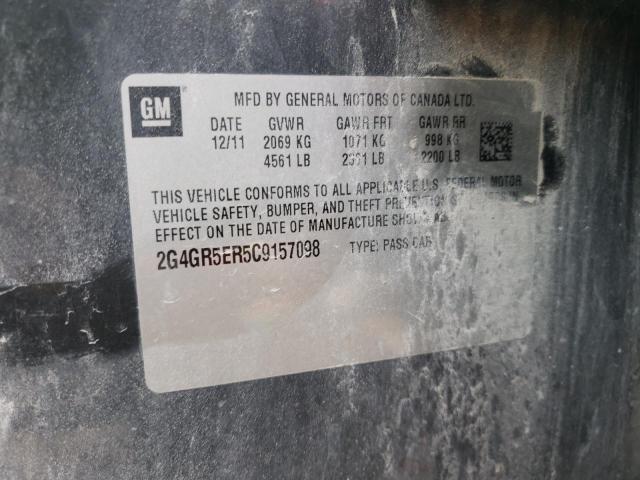 GM
MFD BY GENERAL MOTORS OF CANADA LTD.
DATE GVWR GAWR FRT GAWR RR
12/11 2069 KG 1071 KG 998 KG
4561 LB 2361 LB 2200 LB
THIS VEHICLE CONFORMS TO ALL APPLICABLE U.S. FEDERAL MOTOR
VEHICLE SAFETY, BUMPER, AND THEFT PREVENTION
EFFECT ON THE DATE OF MANUFACTURE
2G4GR5ER5C9157098 TYPE: PASS CAR